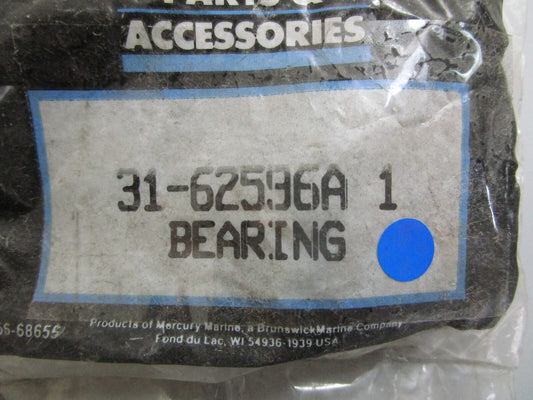 PARTS &
ACCESSORIES
31-62596A 1
BEARING
Products of Mercury Marine, a Brunswick Marine Company
Fond du Lac, WI 54936-1939 USA